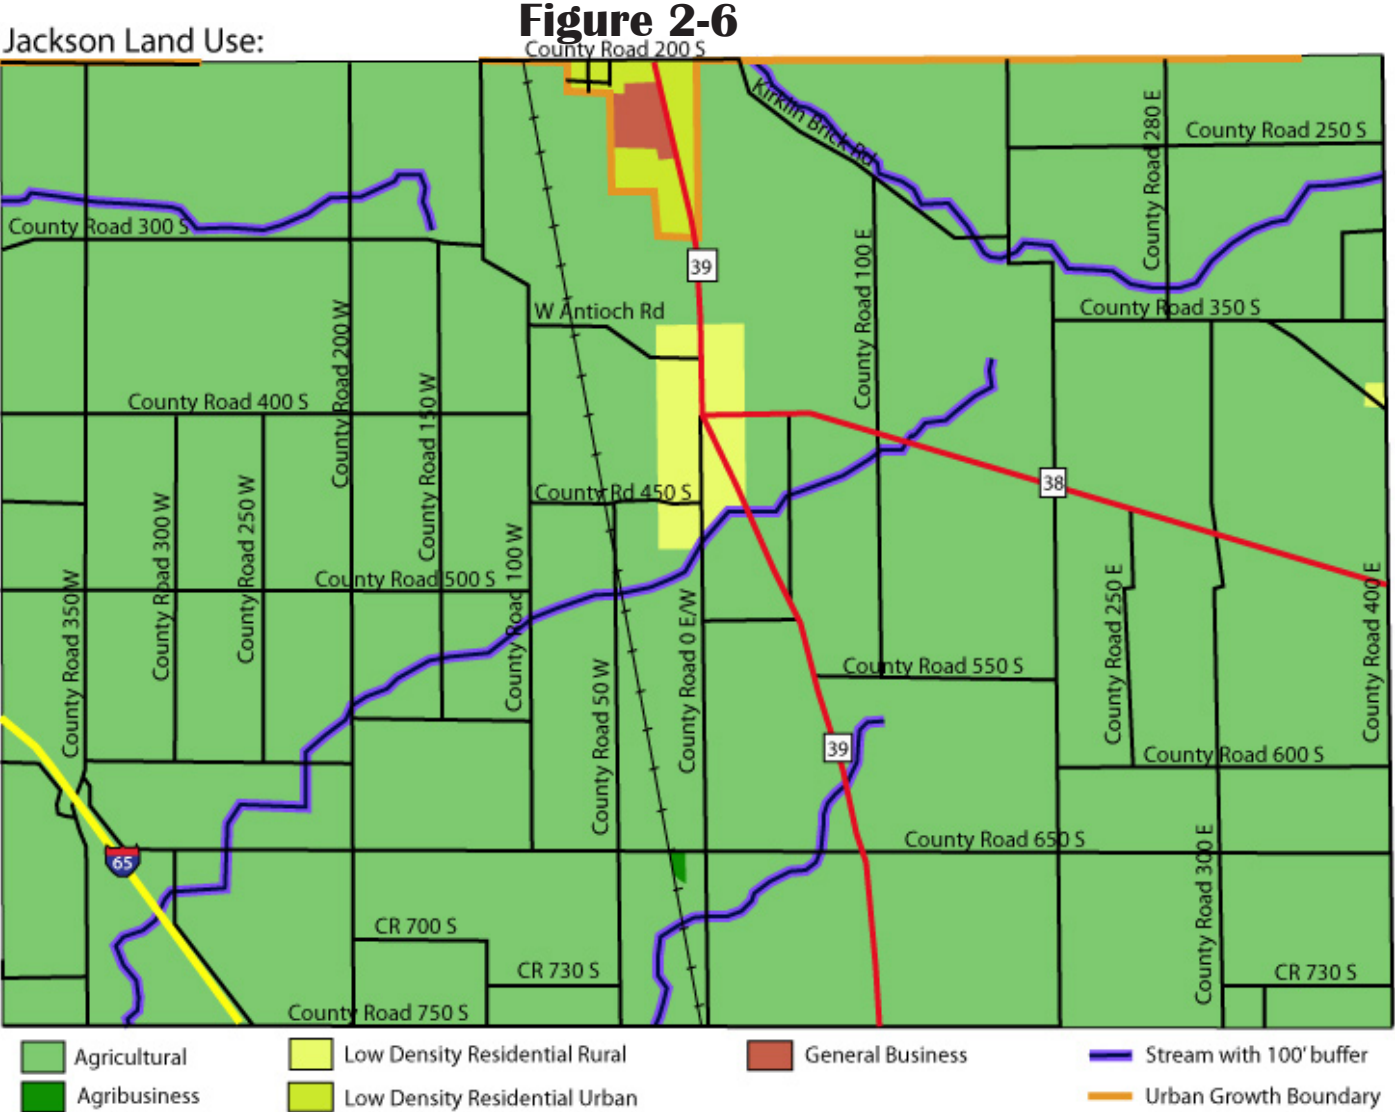 Figure 2-6
Jackson Land Use:
County Road 200 S
Kirklin Brick Rd
County Road 280 E
County Road 250 S
County Road 300 S
39
County Road 100 E
W Antioch Rd
County Road 350 S
County Road 200 W
County Road 400 S
County Road 150 W
County Rd 450 S
38
County Road 300 W
County Road 250 W
County Road 100 W
County Road 500 S
County Road 350W
County Road 0 E/W
County Road 50 W
County Road 550 S
County Road 250 E
County Road 400 E
39
County Road 600 S
County Road 650 S
65
County Road 300 E
CR 700 S
CR 730 S
CR 730 S
County Road 750 S
Agricultural
Low Density Residential Rural
General Business
Stream with 100' buffer
Agribusiness
Low Density Residential Urban
Urban Growth Boundary